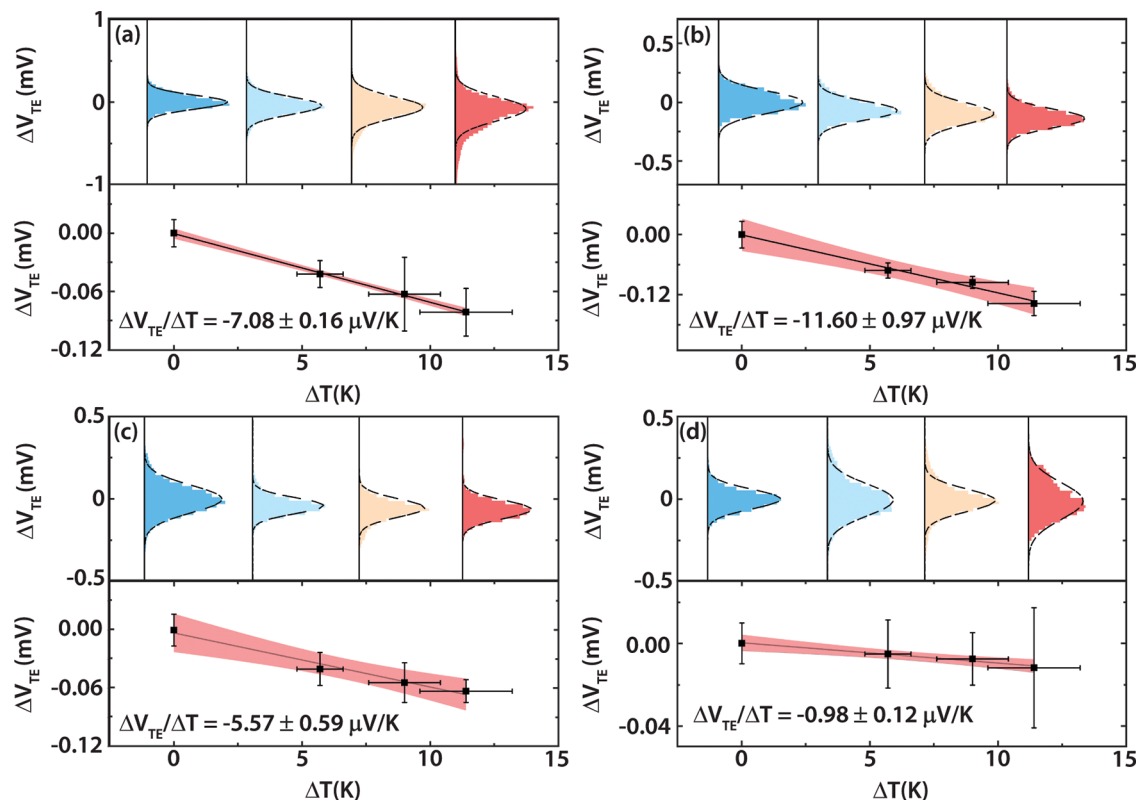 (a)
ΔV_TE (mV)
1
0
-1
ΔV_TE (mV)
0.00
-0.06
-0.12
ΔV_TE/ΔT = -7.08 ± 0.16 μV/K
0 5 10 15
ΔT(K)
(b)
ΔV_TE (mV)
0.5
0.0
-0.5
ΔV_TE (mV)
0.00
-0.12
ΔV_TE/ΔT = -11.60 ± 0.97 μV/K
0 5 10 15
ΔT(K)
(c)
ΔV_TE (mV)
0.5
0
-0.5
ΔV_TE (mV)
0.00
-0.06
-0.12
ΔV_TE/ΔT = -5.57 ± 0.59 μV/K
0 5 10 15
ΔT(K)
(d)
ΔV_TE (mV)
0.5
0
-0.5
ΔV_TE (mV)
0.00
-0.04
ΔV_TE/ΔT = -0.98 ± 0.12 μV/K
0 5 10 15
ΔT(K)